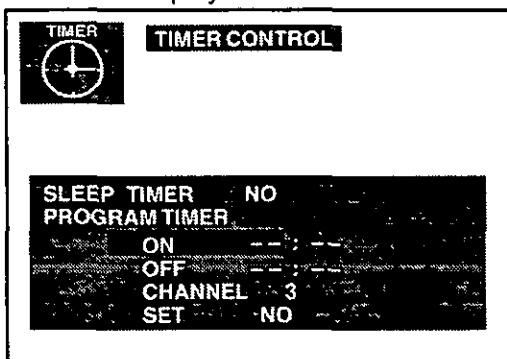 TIMER
TIMER CONTROL
SLEEP TIMER NO
PROGRAM TIMER
ON -- : --
OFF -- : --
CHANNEL 3
SET NO